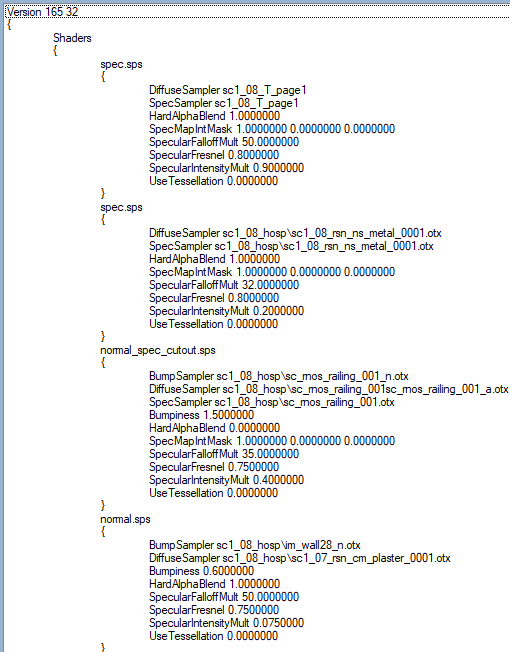 Version 165 32
{
Shaders
{
spec.sps
{
DiffuseSampler sc1_08_T_page1
SpecSampler sc1_08_T_page1
HardAlphaBlend 1.0000000
SpecMapIntMask 1.0000000 0.0000000 0.0000000
SpecularFalloffMult 50.0000000
SpecularFresnel 0.8000000
SpecularIntensityMult 0.9000000
UseTessellation 0.0000000
}
spec.sps
{
DiffuseSampler sc1_08_hosp\sc1_08_rsn_ns_metal_0001.otx
SpecSampler sc1_08_hosp\sc1_08_rsn_ns_metal_0001.otx
HardAlphaBlend 1.0000000
SpecMapIntMask 1.0000000 0.0000000 0.0000000
SpecularFalloffMult 32.0000000
SpecularFresnel 0.8000000
SpecularIntensityMult 0.2000000
UseTessellation 0.0000000
}
normal_spec_cutout.sps
{
BumpSampler sc1_08_hosp\sc_mos_railing_001_n.otx
DiffuseSampler sc1_08_hosp\sc_mos_railing_001sc_mos_railing_001_a.otx
SpecSampler sc1_08_hosp\sc_mos_railing_001.otx
Bumpiness 1.5000000
HardAlphaBlend 0.0000000
SpecMapIntMask 1.0000000 0.0000000 0.0000000
SpecularFalloffMult 35.0000000
SpecularFresnel 0.7500000
SpecularIntensityMult 0.4000000
UseTessellation 0.0000000
}
normal.sps
{
BumpSampler sc1_08_hosp\im_wall28_n.otx
DiffuseSampler sc1_08_hosp\sc1_07_rsn_cm_plaster_0001.otx
Bumpiness 0.6000000
HardAlphaBlend 1.0000000
SpecularFalloffMult 50.0000000
SpecularFresnel 0.7500000
SpecularIntensityMult 0.0750000
UseTessellation 0.0000000
}